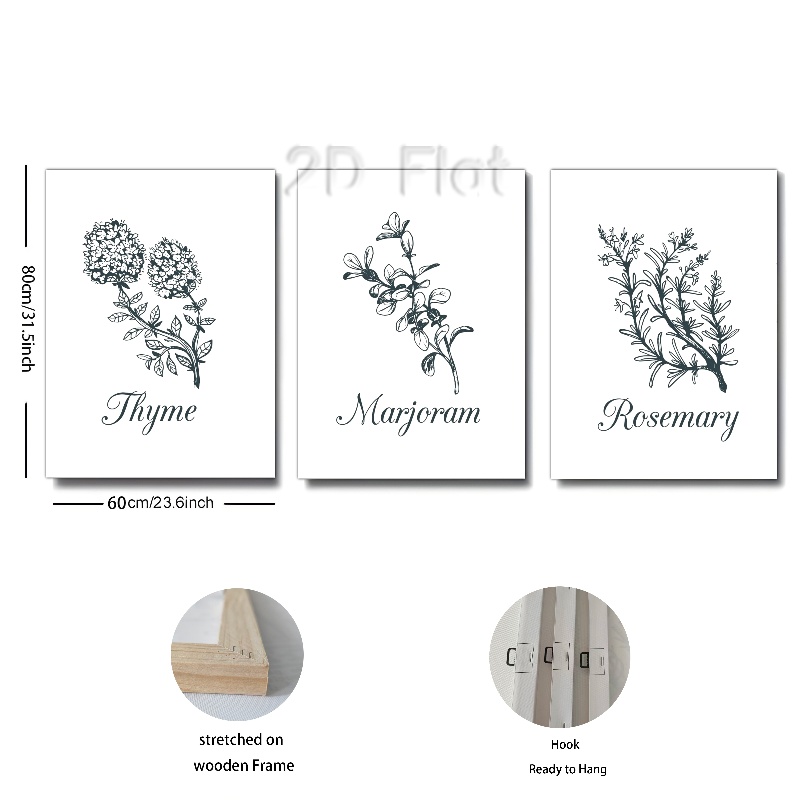 2D Flat
80cm/31.5inch
Thyme
Marjoram
Rosemary
60cm/23.6inch
stretched on
wooden Frame
Hook
Ready to Hang